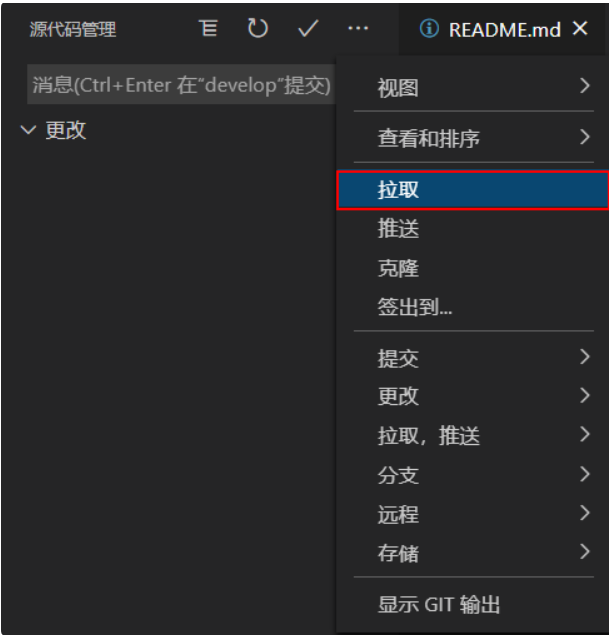 源代码管理
README.md
消息(Ctrl+Enter 在“develop”提交)
更改
视图
查看和排序
拉取
推送
克隆
签出到...
提交
更改
拉取，推送
分支
远程
存储
显示 GIT 输出